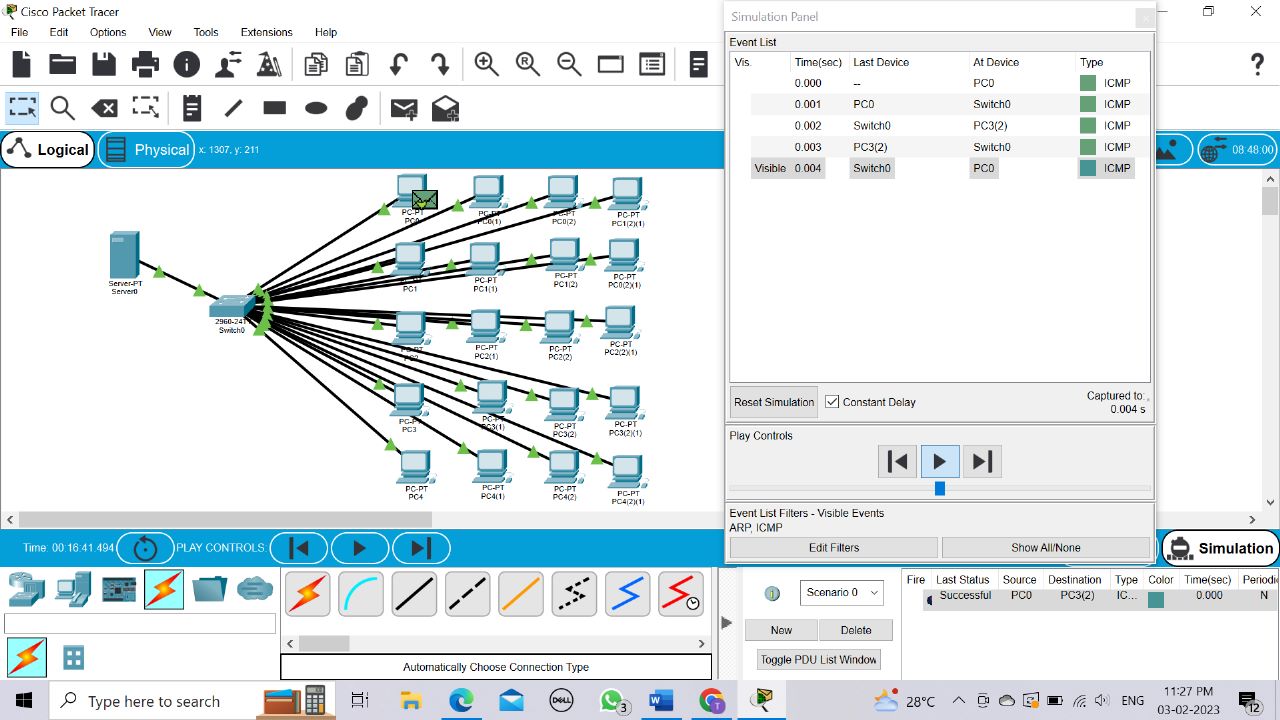 Cisco Packet Tracer
File Edit Options View Tools Extensions Help
Logical Physical x: 1307, y: 211
08:48:00
PC-PT
PC-PT
PC0(1)
PC-PT
PC0(2)
PC-PT
PC1(2)(1)
Server-PT
Server0
PC-PT
PC1
PC-PT
PC1(1)
PC-PT
PC1(2)
PC-PT
PC0(2)(1)
Switch0
PC-PT
PC2(1)
PC-PT
PC2(2)
PC-PT
PC2(2)(1)
PC3
PC-PT
PC3(1)
PC-PT
PC3(2)
PC-PT
PC3(2)(1)
PC-PT
PC4
PC-PT
PC4(1)
PC-PT
PC4(2)
PC-PT
PC4(2)(1)
Simulation Panel
Event List
Vis. Time(sec) Last Device At Device Type
0.000 -- PC0 ICMP
0.001 PC0 Switch0 ICMP
0.002 Switch0 PC3(2) ICMP
0.003 PC3(2) Switch0 ICMP
Visible 0.004 Switch0 PC0 ICMP
Reset Simulation Constant Delay
Captured to:
0.004 s
Play Controls
Event List Filters - Visible Events
ARP, ICMP
Edit Filters Show All/None
Time: 00:16:41.494 PLAY CONTROLS:
Simulation
Scenario 0
New Delete
Toggle PDU List Window
Fire Last Status Source Destination Type Color Time(sec) Periodi
Successful PC0 PC3(2) IC... 0.000 N
Automatically Choose Connection Type
Type here to search
DELL
3
28°C
ENG
11:27 PM
03-02-2023
12